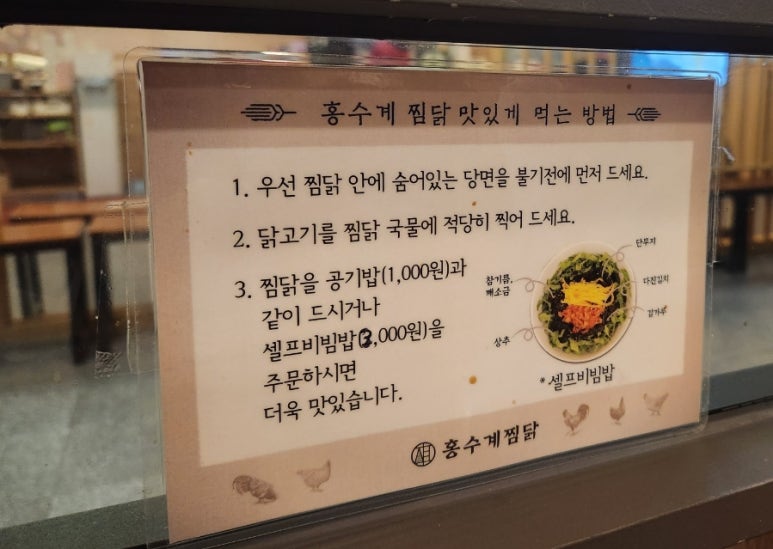 홍수계 찜닭 맛있게 먹는 방법
1. 우선 찜닭 안에 숨어있는 당면을 불기전에 먼저 드세요.
2. 닭고기를 찜닭 국물에 적당히 찍어 드세요.
3. 찜닭을 공기밥(1,000원)과
같이 드시거나
셀프비빔밥(3,000원)을
주문하시면
더욱 맛있습니다.
단무지
참기름,
깨소금
다진김치
김가루
상추
*셀프비빔밥
홍수계찜닭